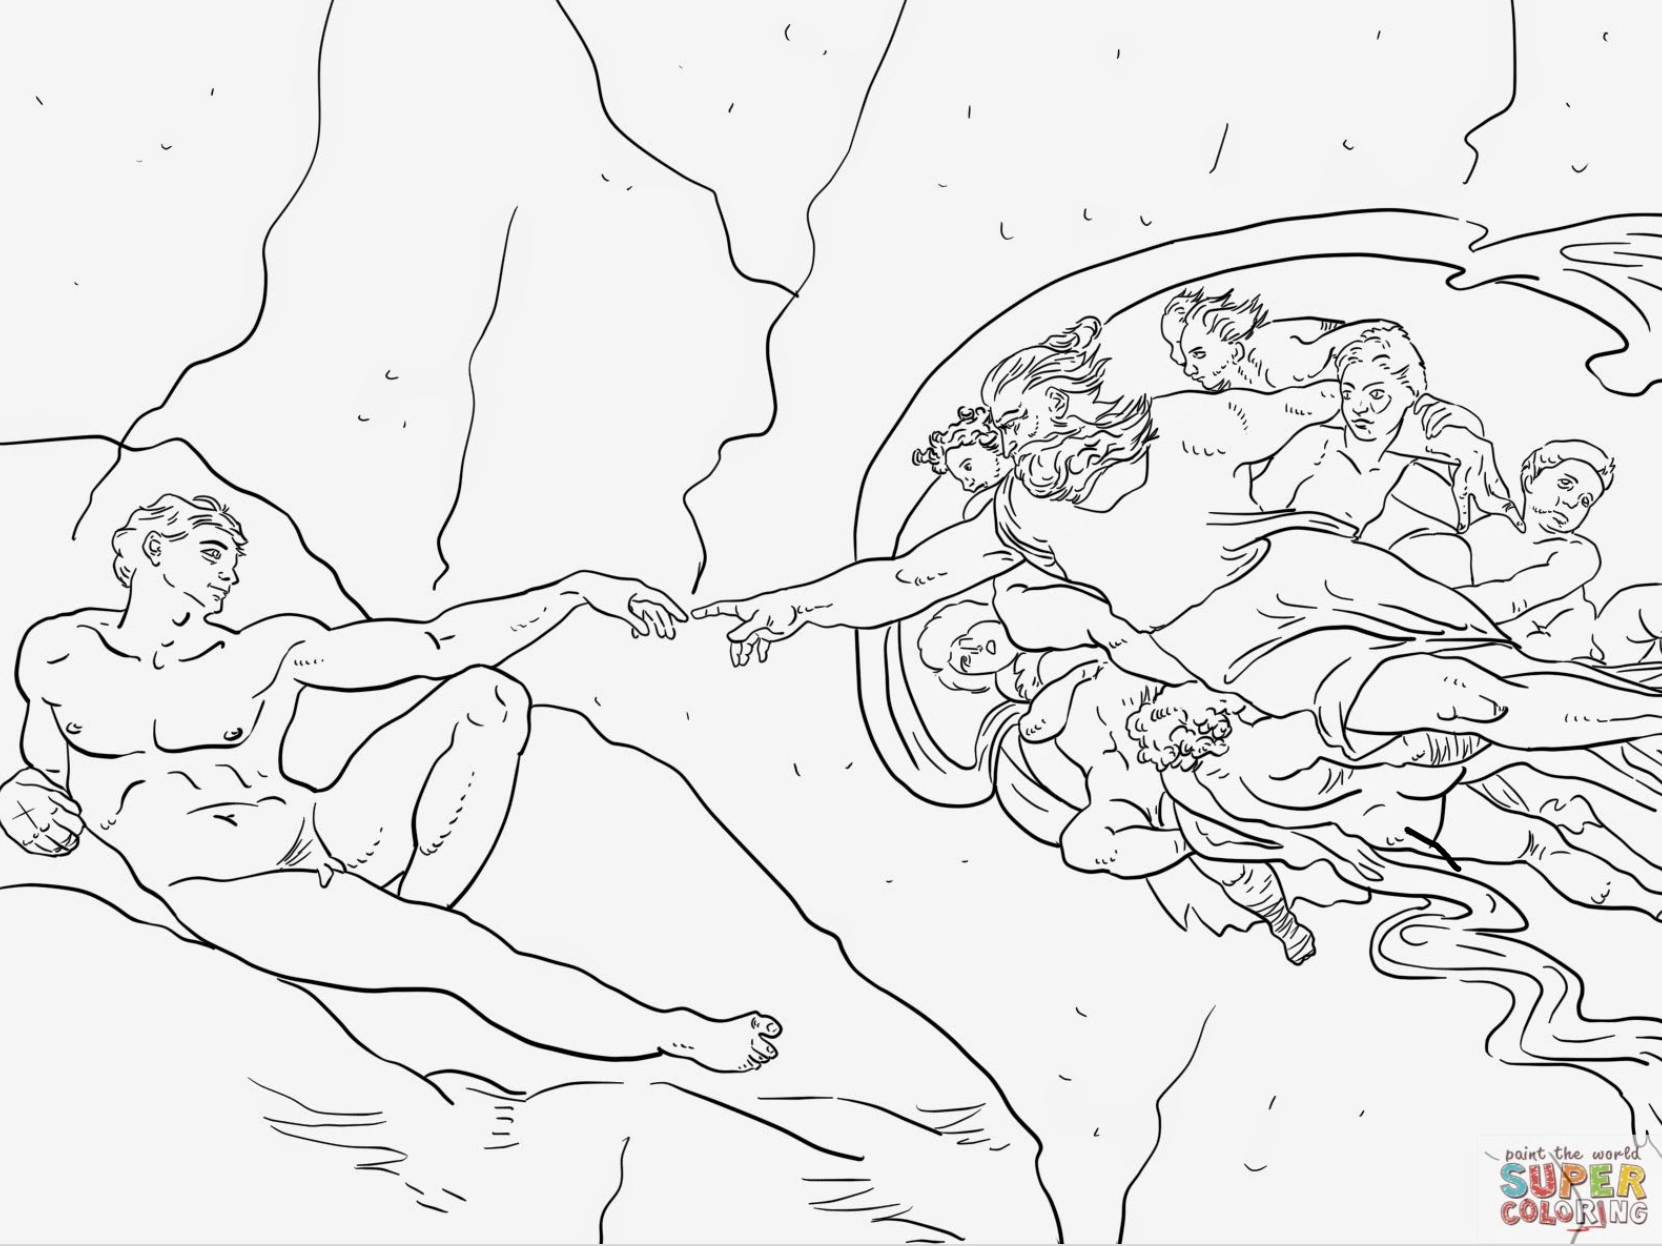 paint the world
SUPER
COLORING